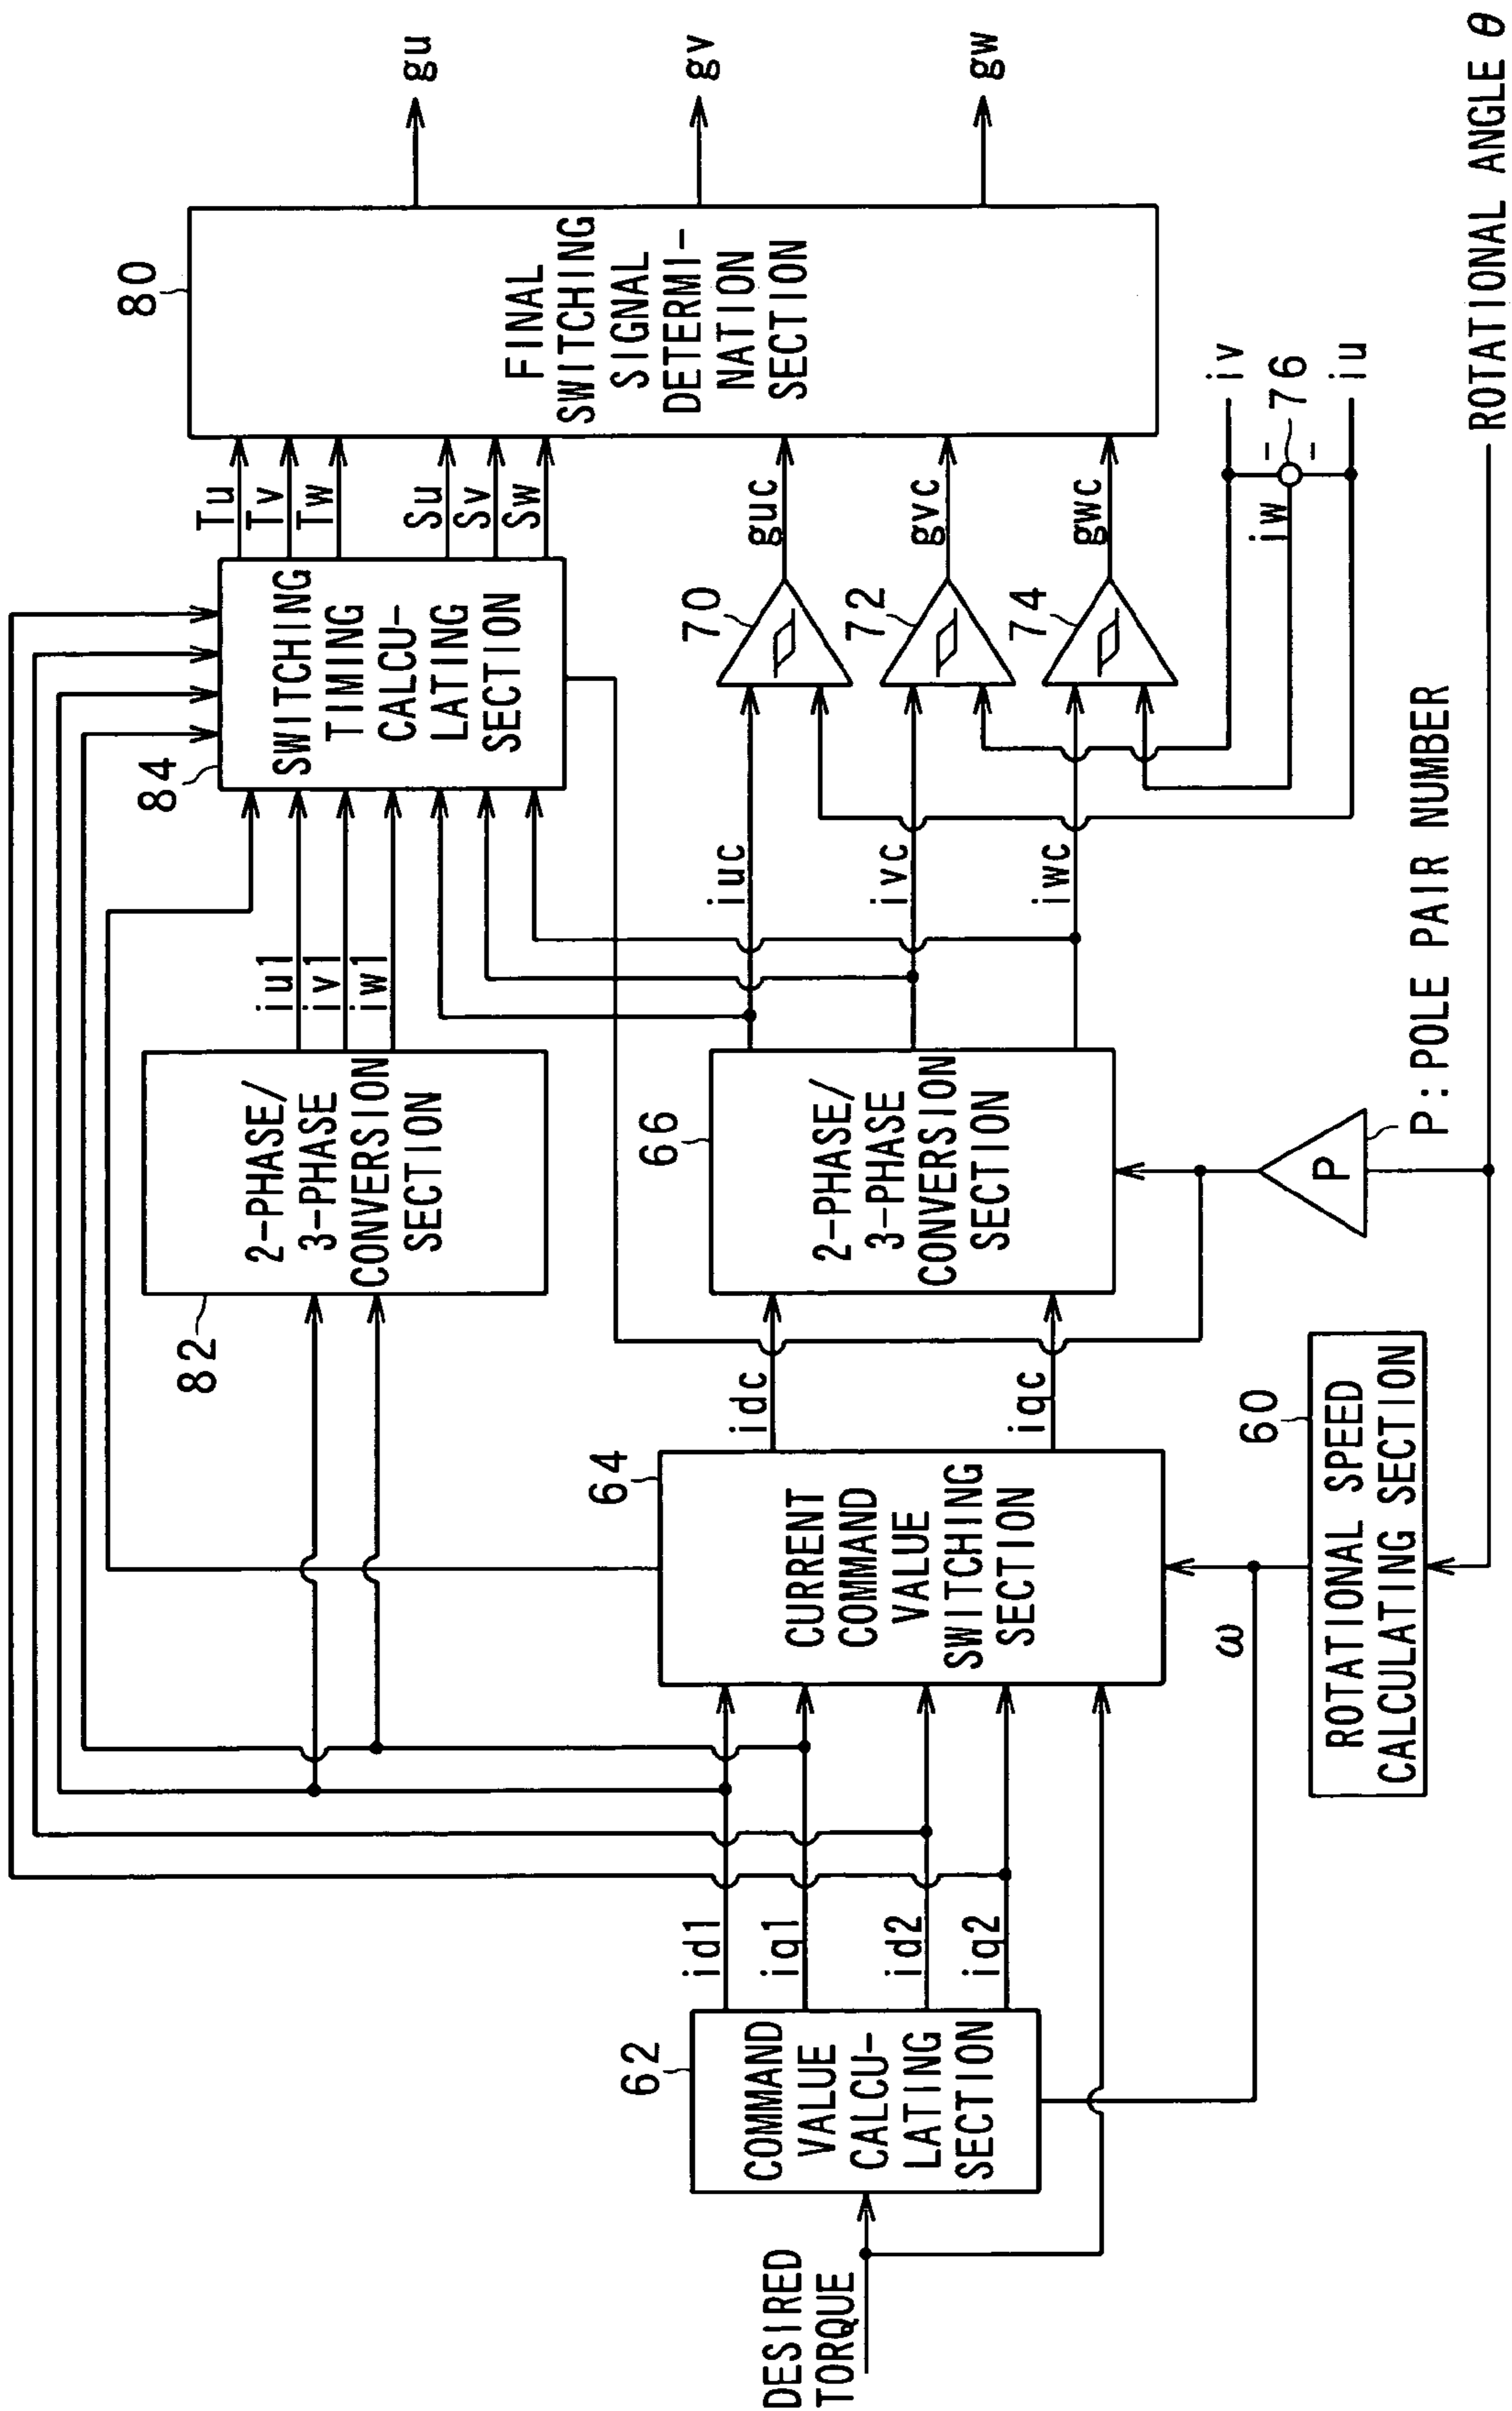 DESIRED
TORQUE
62
COMMAND
VALUE
CALCU-
LATING
SECTION
id1
iq1
id2
iq2
64
CURRENT
COMMAND
VALUE
SWITCHING
SECTION
ω
60
ROTATIONAL SPEED
CALCULATING SECTION
idc
iqc
82
2-PHASE/
3-PHASE
CONVERSION
SECTION
66
2-PHASE/
3-PHASE
CONVERSION
SECTION
P
P:POLE PAIR NUMBER
iu1
iv1
iw1
iuc
ivc
iwc
84
SWITCHING
TIMING
CALCU-
LATING
SECTION
70
72
74
Tu
Tv
Tw
Su
Sv
Sw
guc
gvc
gwc
iw
-
-
76
iv
iu
80
FINAL
SWITCHING
SIGNAL
DETERMI-
NATION
SECTION
gu
gv
gw
ROTATIONAL ANGLE θ